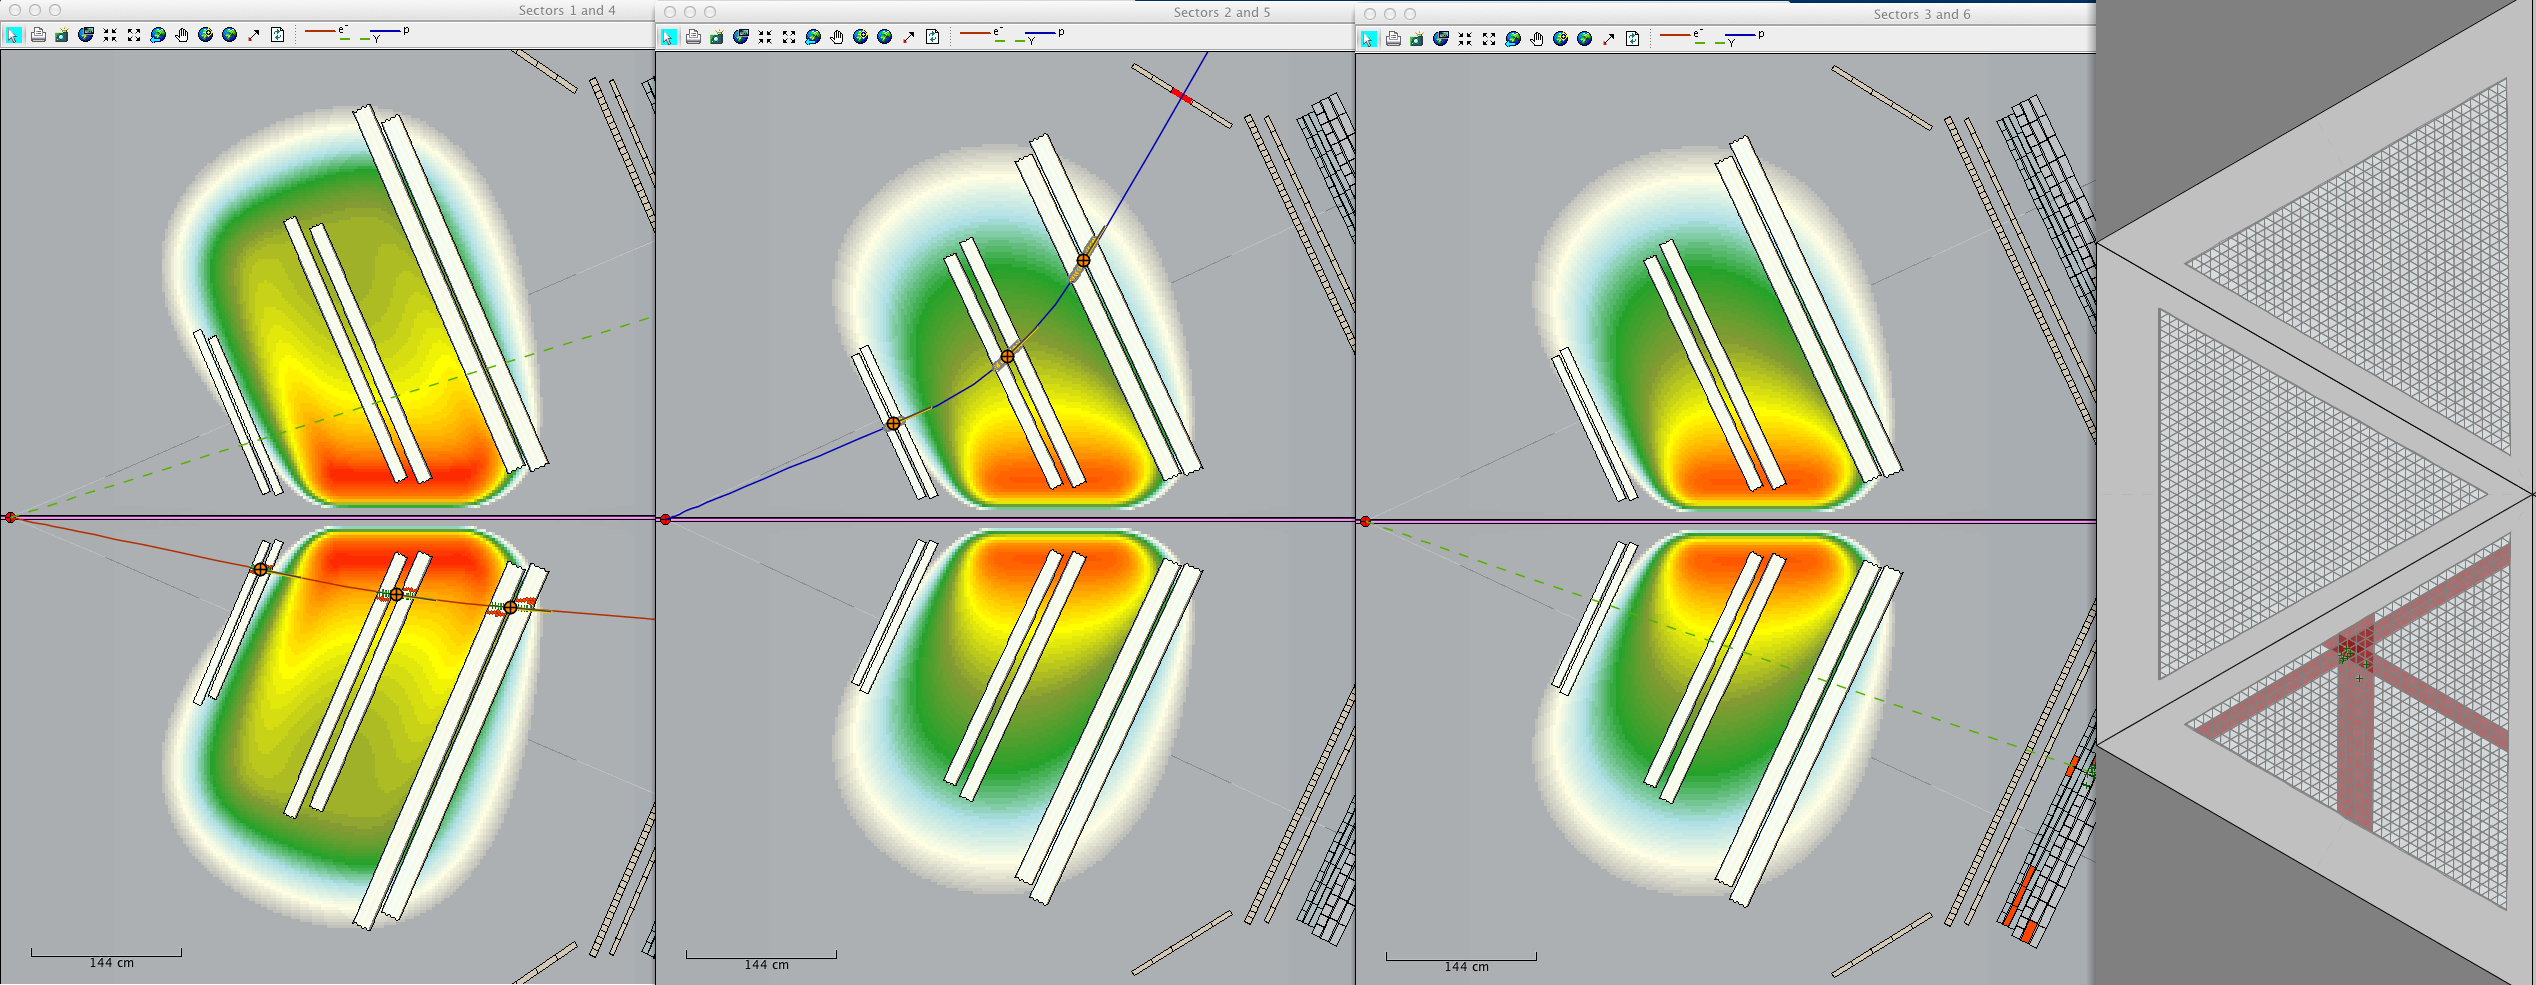 Sectors 1 and 4
e⁻ γ p
144 cm
Sectors 2 and 5
e⁻ γ p
144 cm
Sectors 3 and 6
e⁻ γ p
144 cm